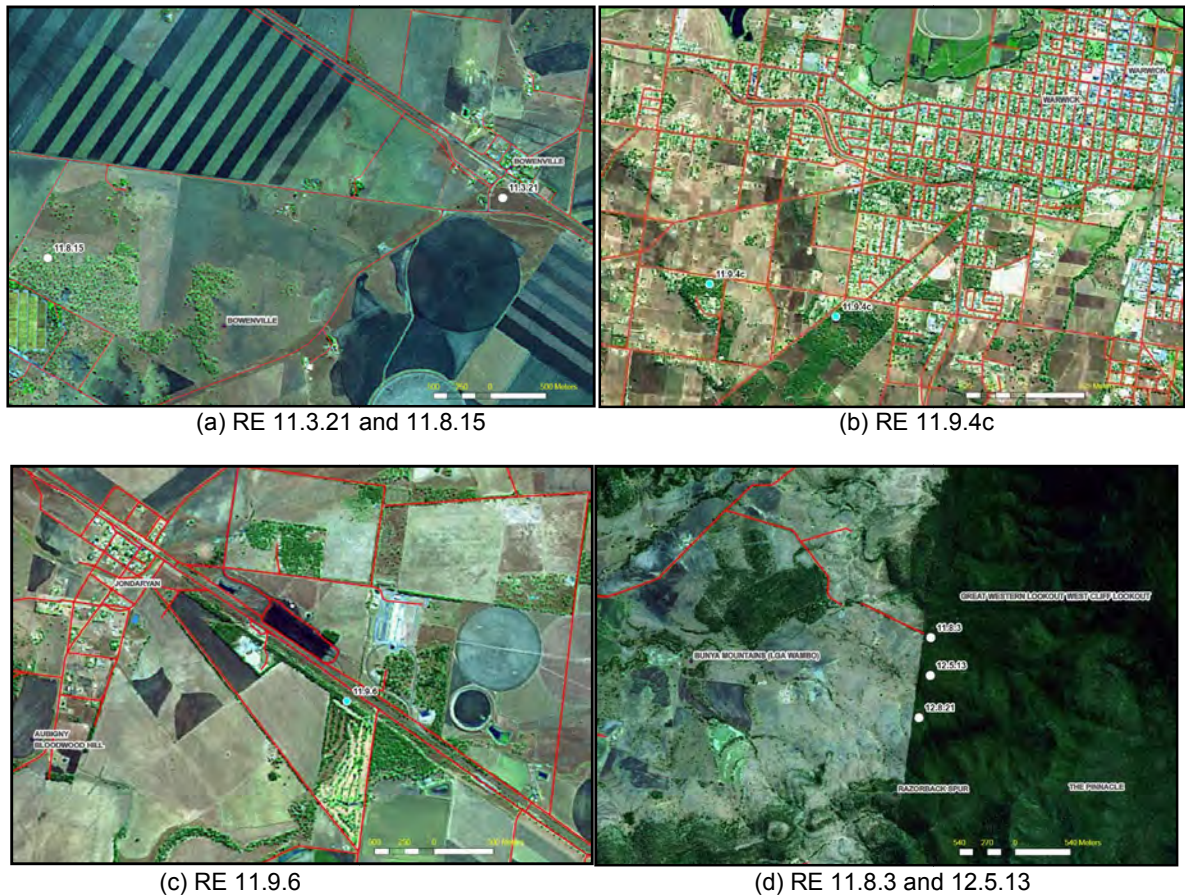 BOWENVILLE
11.3.21
11.8.15
BOWENVILLE
500 250 0 500 Meters
(a) RE 11.3.21 and 11.8.15
WARWICK
WARWICK
11.9.4c
11.9.4c
(b) RE 11.9.4c
JONDARYAN
11.9.6
AUBIGNY
BLOODWOOD HILL
500 250 0 500 Meters
(c) RE 11.9.6
GREAT WESTERN LOOKOUT WEST CLIFF LOOKOUT
11.8.3
BUNYA MOUNTAINS (LGA WAMBO)
12.5.13
12.8.21
RAZORBACK SPUR
THE PINNACLE
540 270 0 540 Meters
(d) RE 11.8.3 and 12.5.13